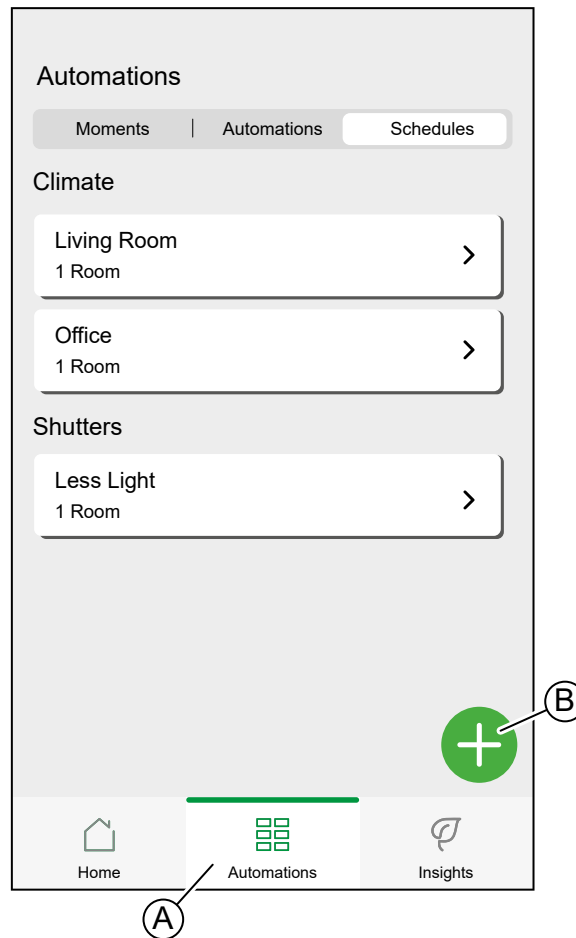 Automations
Moments | Automations Schedules
Climate
Living Room
1 Room
Office
1 Room
Shutters
Less Light
1 Room
B
Home Automations Insights
A